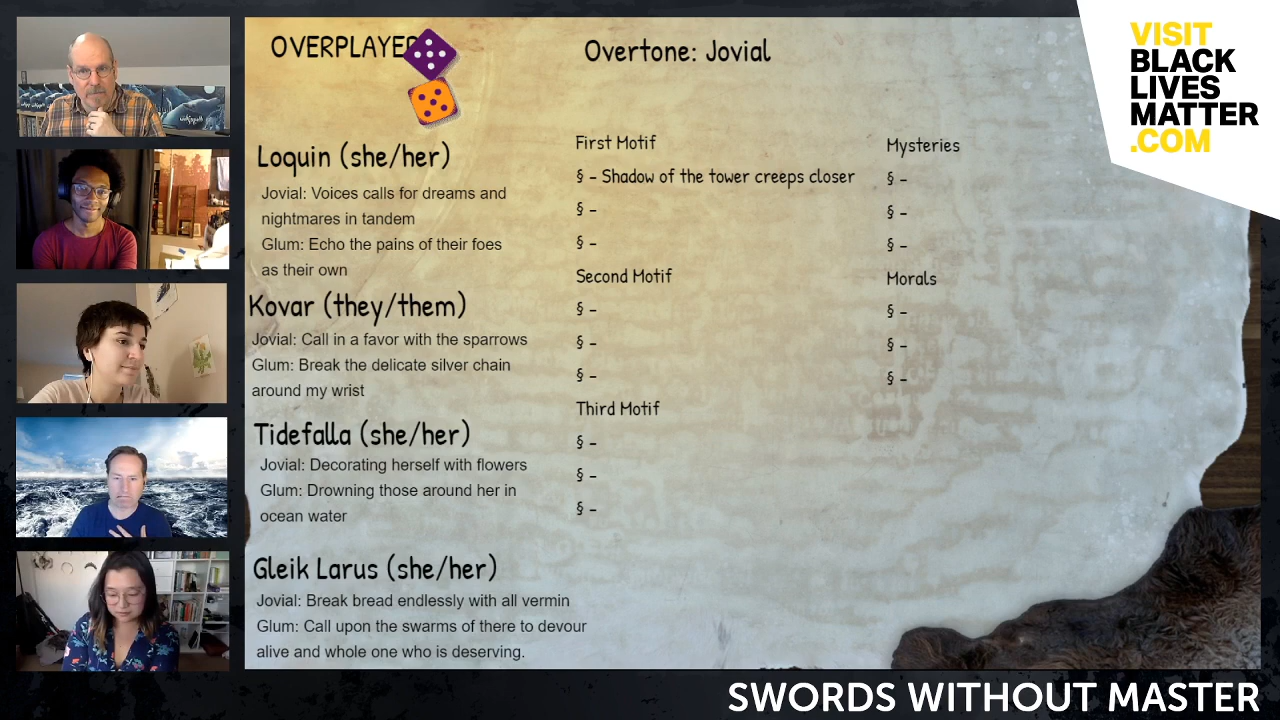 OVERPLAYER
Overtone: Jovial
VISIT
BLACK
LIVES
MATTER
.COM
Loquin (she/her)
Jovial: Voices calls for dreams and
nightmares in tandem
Glum: Echo the pains of their foes
as their own
Kovar (they/them)
Jovial: Call in a favor with the sparrows
Glum: Break the delicate silver chain
around my wrist
Tidefalla (she/her)
Jovial: Decorating herself with flowers
Glum: Drowning those around her in
ocean water
Gleik Larus (she/her)
Jovial: Break bread endlessly with all vermin
Glum: Call upon the swarms of there to devour
alive and whole one who is deserving.
First Motif
§ - Shadow of the tower creeps closer
§ -
§ -
Second Motif
§ -
§ -
§ -
Third Motif
§ -
§ -
§ -
Mysteries
§ -
§ -
§ -
Morals
§ -
§ -
§ -
SWORDS WITHOUT MASTER